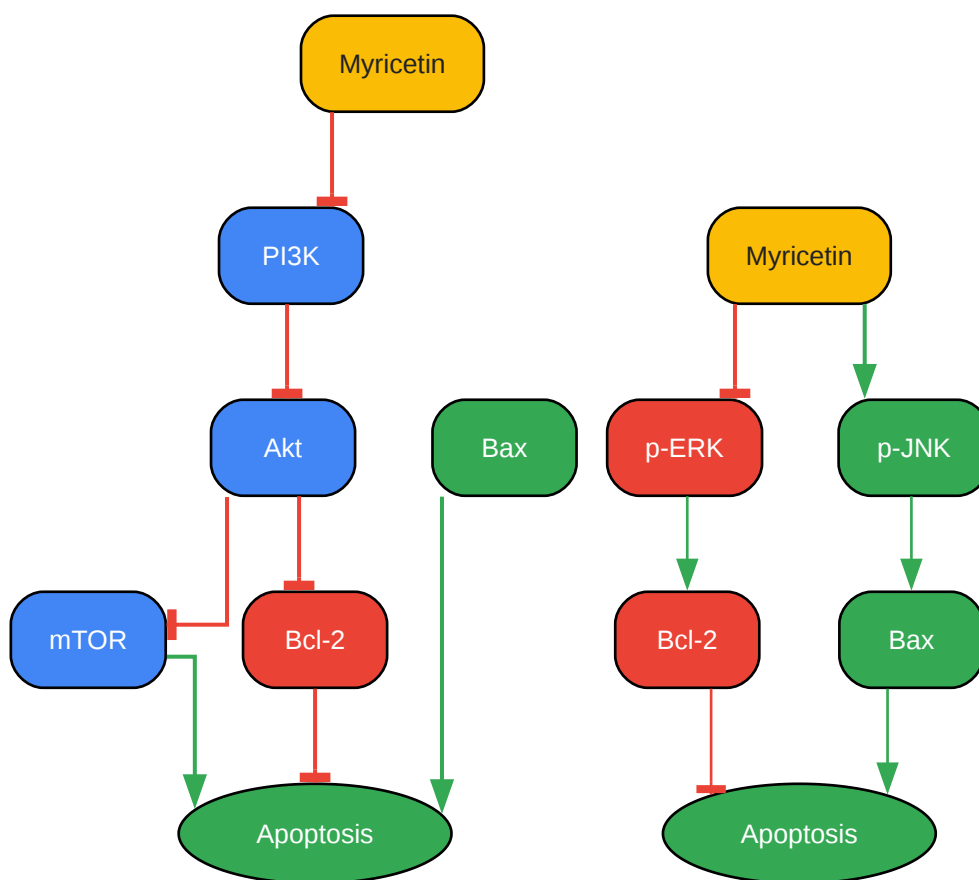 Myricetin
PI3K
Myricetin
Akt
Bax
p-ERK
p-JNK
mTOR
Bcl-2
Bcl-2
Bax
Apoptosis
Apoptosis